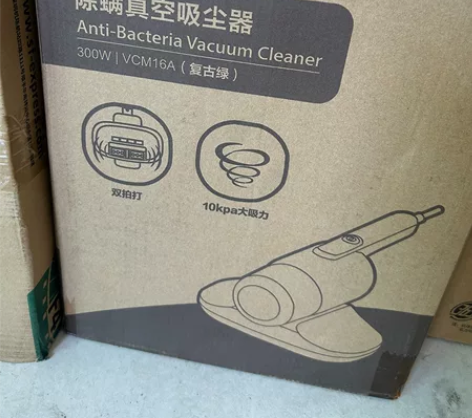 除螨真空吸尘器
Anti-Bacteria Vacuum Cleaner
300W | VCM16A（复古绿）
双拍打
10kpa大吸力